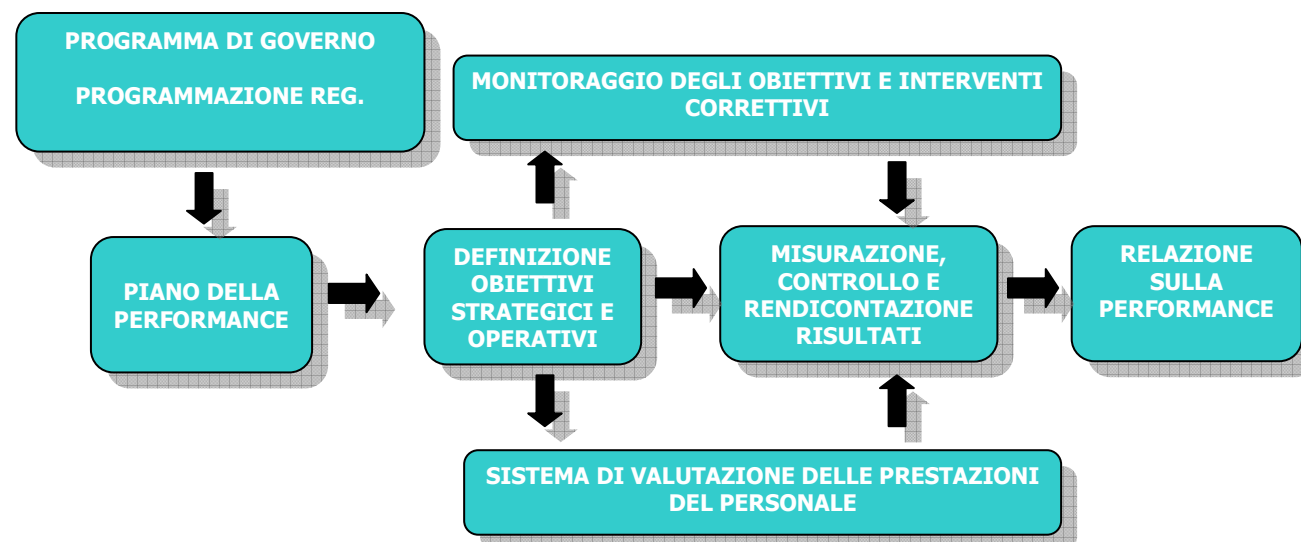 PROGRAMMA DI GOVERNO
PROGRAMMAZIONE REG.
MONITORAGGIO DEGLI OBIETTIVI E INTERVENTI
CORRETTIVI
PIANO DELLA
PERFORMANCE
DEFINIZIONE
OBIETTIVI
STRATEGICI E
OPERATIVI
MISURAZIONE,
CONTROLLO E
RENDICONTAZIONE
RISULTATI
RELAZIONE
SULLA
PERFORMANCE
SISTEMA DI VALUTAZIONE DELLE PRESTAZIONI
DEL PERSONALE